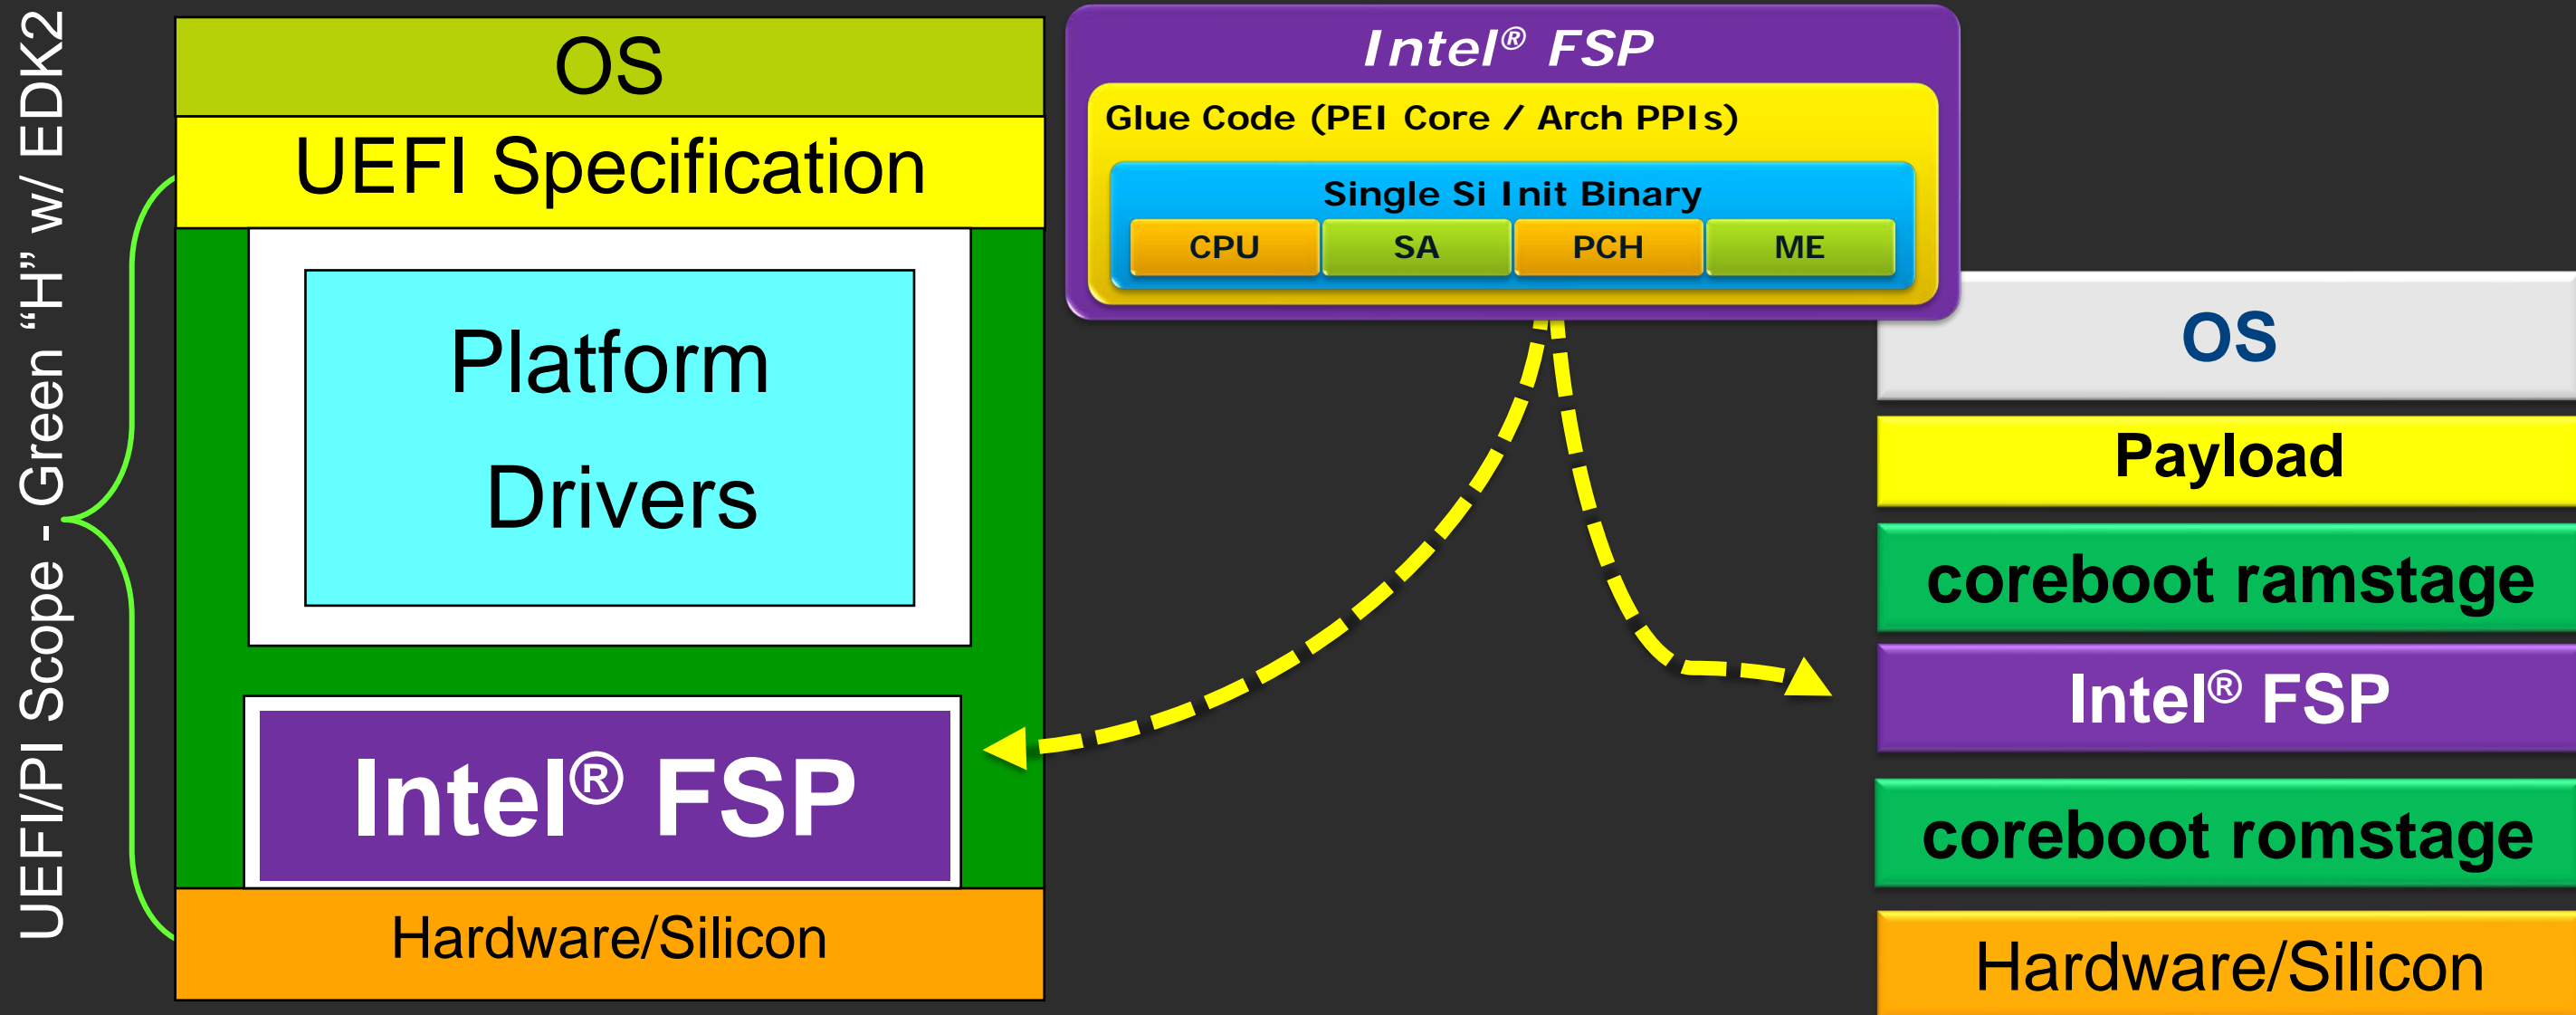 UEFI/PI Scope - Green “H” w/ EDK2
OS
UEFI Specification
Platform
Drivers
Intel® FSP
Hardware/Silicon
Intel® FSP
Glue Code (PEI Core / Arch PPIs)
Single Si Init Binary
CPU
SA
PCH
ME
OS
Payload
coreboot ramstage
Intel® FSP
coreboot romstage
Hardware/Silicon